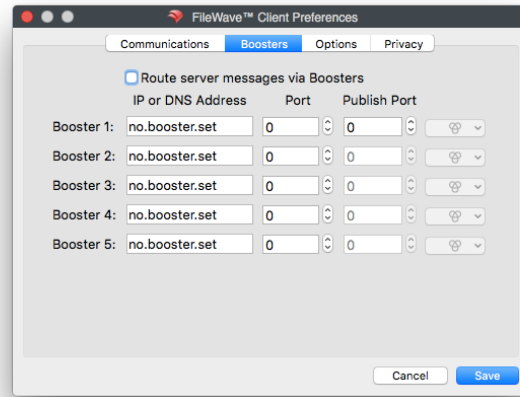 FileWave™ Client Preferences
Communications Boosters Options Privacy
Route server messages via Boosters
IP or DNS Address Port Publish Port
Booster 1: no.booster.set 0 0
Booster 2: no.booster.set 0 0
Booster 3: no.booster.set 0 0
Booster 4: no.booster.set 0 0
Booster 5: no.booster.set 0 0
Cancel Save